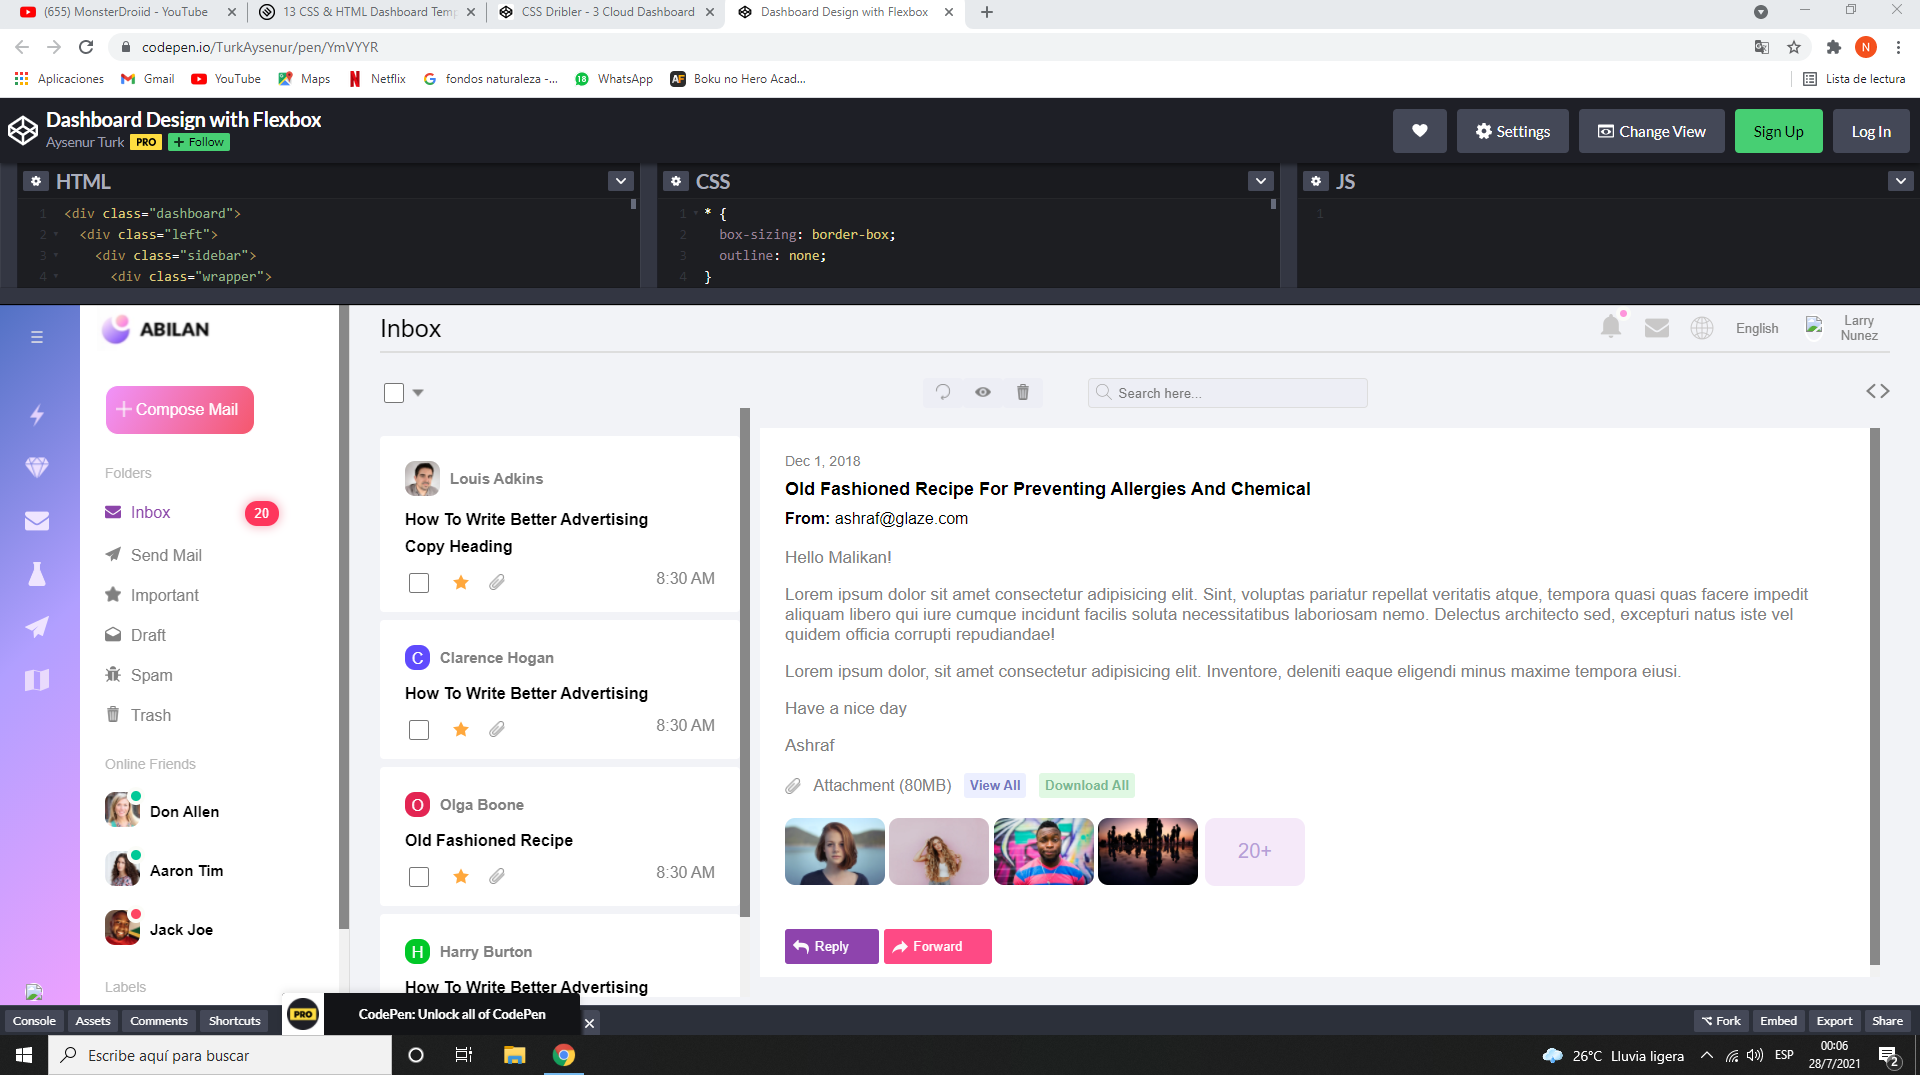 (655) MonsterDroiid - YouTube
13 CSS & HTML Dashboard Temp
CSS Dribler - 3 Cloud Dashboard
Dashboard Design with Flexbox
codepen.io/TurkAysenur/pen/YmVYYR
N
Aplicaciones
Gmail
YouTube
Maps
Netflix
fondos naturaleza -...
WhatsApp
Boku no Hero Acad...
Lista de lectura
Dashboard Design with Flexbox
Aysenur Turk PRO + Follow
Settings
Change View
Sign Up
Log In
HTML
1 <div class="dashboard">
2 <div class="left">
3 <div class="sidebar">
4 <div class="wrapper">
CSS
1 * {
2 box-sizing: border-box;
3 outline: none;
4 }
JS
1
ABILAN
+ Compose Mail
Folders
Inbox 20
Send Mail
Important
Draft
Spam
Trash
Online Friends
Don Allen
Aaron Tim
Jack Joe
Labels
Inbox
English
Larry
Nunez
Search here...
Louis Adkins
How To Write Better Advertising
Copy Heading
8:30 AM
C Clarence Hogan
How To Write Better Advertising
8:30 AM
O Olga Boone
Old Fashioned Recipe
8:30 AM
H Harry Burton
How To Write Better Advertising
Dec 1, 2018
Old Fashioned Recipe For Preventing Allergies And Chemical
From: ashraf@glaze.com
Hello Malikan!
Lorem ipsum dolor sit amet consectetur adipisicing elit. Sint, voluptas pariatur repellat veritatis atque, tempora quasi quas facere impedit
aliquam libero qui iure cumque incidunt facilis soluta necessitatibus laboriosam nemo. Delectus architecto sed, excepturi natus iste vel
quidem officia corrupti repudiandae!
Lorem ipsum dolor, sit amet consectetur adipisicing elit. Inventore, deleniti eaque eligendi minus maxime tempora eiusi.
Have a nice day
Ashraf
Attachment (80MB) View All Download All
20+
Reply
Forward
Console
Assets
Comments
Shortcuts
PRO
CodePen: Unlock all of CodePen
Fork
Embed
Export
Share
Escribe aquí para buscar
26°C Lluvia ligera
ESP
00:06
28/7/2021
2